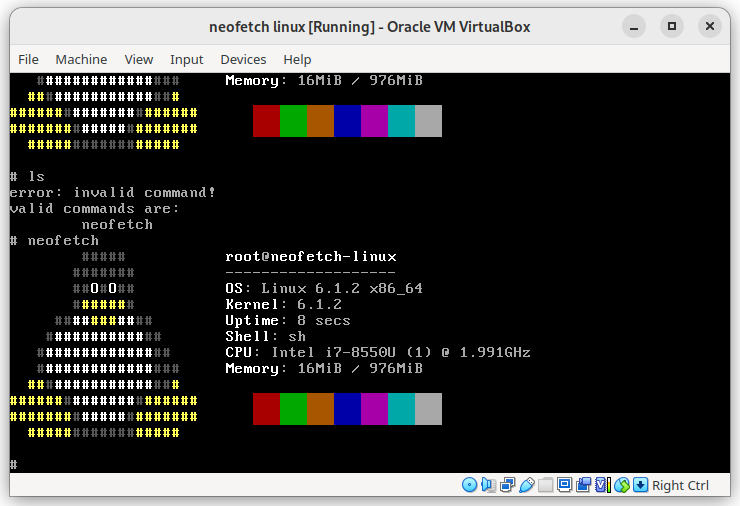 neofetch linux [Running] - Oracle VM VirtualBox
File Machine View Input Devices Help
############### Memory: 16MiB / 976MiB
#################
#####################
#####################
#################
# ls
error: invalid command!
valid commands are:
neofetch
# neofetch
##### root@neofetch-linux
####### -------------------
##O#O## OS: Linux 6.1.2 x86_64
####### Kernel: 6.1.2
########### Uptime: 8 secs
############# Shell: sh
############### CPU: Intel i7-8550U (1) @ 1.991GHz
################ Memory: 16MiB / 976MiB
#################
#####################
#####################
#################
#
Right Ctrl